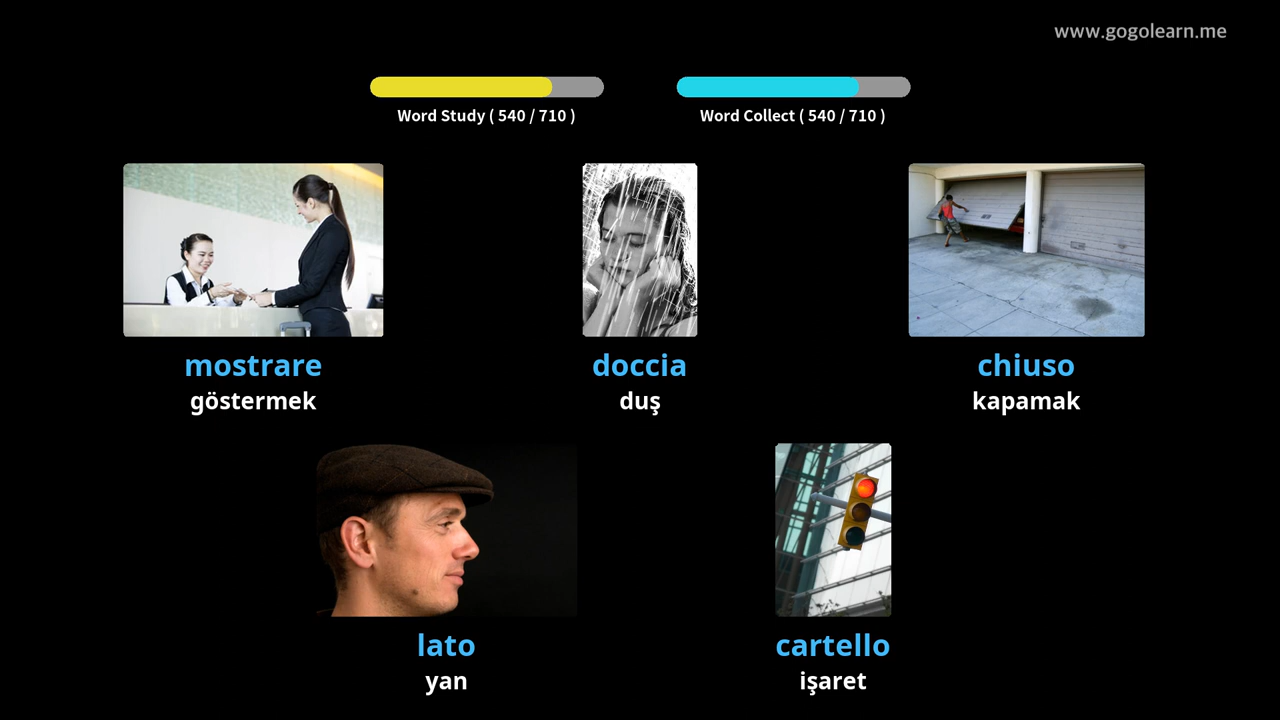 www.gogolearn.me
Word Study ( 540 / 710 )
Word Collect ( 540 / 710 )
mostrare
göstermek
doccia
duş
chiuso
kapamak
lato
yan
cartello
işaret